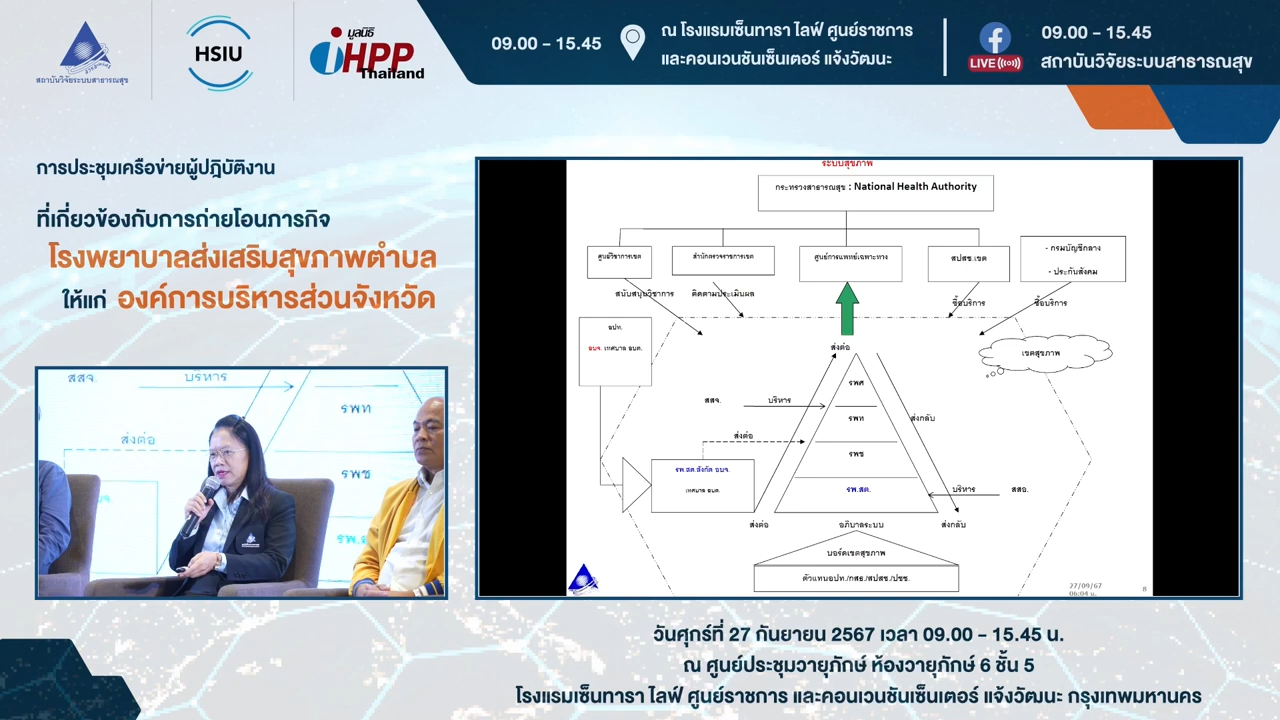 สถาบันวิจัยระบบสาธารณสุข
HSIU
มูลนิธิ
iHPP
Thailand
09.00 - 15.45
ณ โรงแรมเซ็นทารา ไลฟ์ ศูนย์ราชการ
และคอนเวนชันเซ็นเตอร์ แจ้งวัฒนะ
LIVE
09.00 - 15.45
สถาบันวิจัยระบบสาธารณสุข
การประชุมเครือข่ายผู้ปฏิบัติงาน
ที่เกี่ยวข้องกับการถ่ายโอนภารกิจ
โรงพยาบาลส่งเสริมสุขภาพตำบล
ให้แก่ องค์การบริหารส่วนจังหวัด
สสจ.
บริหาร
รพท
ส่งต่อ
รพช
ระบบสุขภาพ
กระทรวงสาธารณสุข : National Health Authority
ศูนย์วิชาการเขต
สำนักตรวจราชการเขต
ศูนย์การแพทย์เฉพาะทาง
สปสช.เขต
- กรมบัญชีกลาง
- ประกันสังคม
สนับสนุนวิชาการ
ติดตามประเมินผล
ซื้อบริการ
ซื้อบริการ
อปท.
อบจ. เทศบาล อบต.
ส่งต่อ
เขตสุขภาพ
รพศ
สสจ.
บริหาร
รพท
ส่งกลับ
ส่งต่อ
รพช
รพ.สต.สังกัด อบจ.
เทศบาล อบต.
รพ.สต.
บริหาร
สสอ.
ส่งต่อ
อภิบาลระบบ
ส่งกลับ
บอร์ดเขตสุขภาพ
ตัวแทนอปท./กสธ./สปสช./ปชช.
27/09/67
06:04 น.
8
วันศุกร์ที่ 27 กันยายน 2567 เวลา 09.00 - 15.45 น.
ณ ศูนย์ประชุมวายุภักษ์ ห้องวายุภักษ์ 6 ชั้น 5
โรงแรมเซ็นทารา ไลฟ์ ศูนย์ราชการ และคอนเวนชันเซ็นเตอร์ แจ้งวัฒนะ กรุงเทพมหานคร